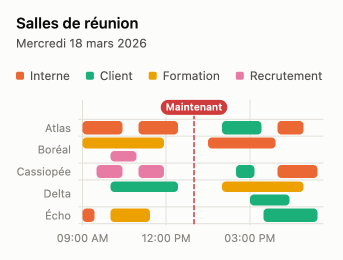 Salles de réunion
Mercredi 18 mars 2026
Interne Client Formation Recrutement
Maintenant
Atlas
Boréal
Cassiopée
Delta
Écho
09:00 AM 12:00 PM 03:00 PM